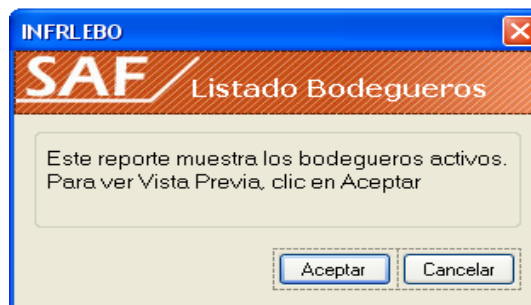 INFRLEBO
SAF Listado Bodegueros
Este reporte muestra los bodegueros activos.
Para ver Vista Previa, clic en Aceptar
Aceptar Cancelar